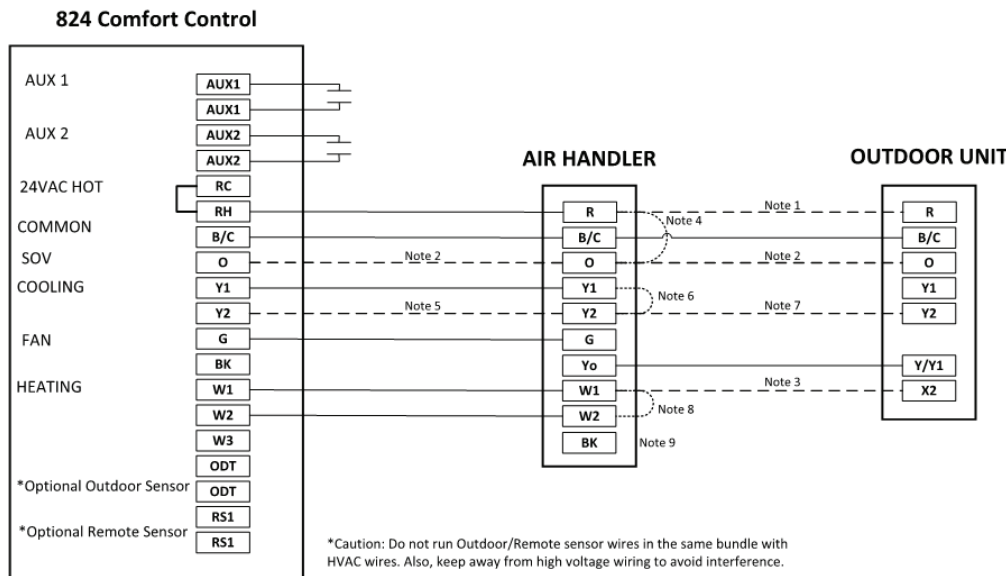 824 Comfort Control
AUX 1
AUX1
AUX1
AUX 2
AUX2
AUX2
24VAC HOT
RC
RH
COMMON
B/C
SOV
O
COOLING
Y1
Y2
FAN
G
BK
HEATING
W1
W2
W3
ODT
*Optional Outdoor Sensor
ODT
RS1
*Optional Remote Sensor
RS1
Note 2
Note 5
AIR HANDLER
R
B/C
O
Y1
Y2
G
Yo
W1
W2
BK
Note 4
Note 6
Note 8
Note 9
Note 1
Note 2
Note 7
Note 3
OUTDOOR UNIT
R
B/C
O
Y1
Y2
Y/Y1
X2
*Caution: Do not run Outdoor/Remote sensor wires in the same bundle with
HVAC wires. Also, keep away from high voltage wiring to avoid interference.